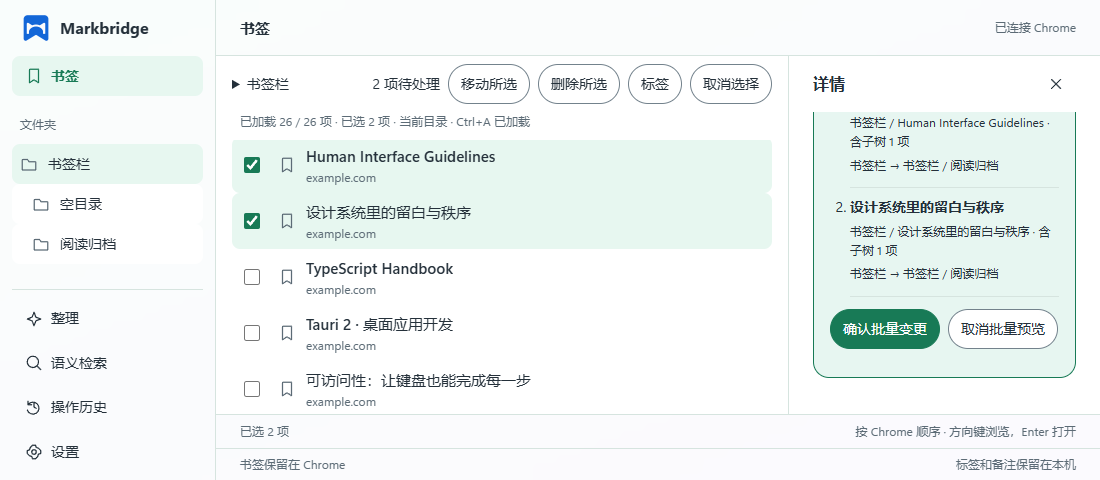 Markbridge
书签
文件夹
书签栏
空目录
阅读归档
整理
语义检索
操作历史
设置
书签
已连接 Chrome
书签栏
2 项待处理
移动所选
删除所选
标签
取消选择
已加载 26 / 26 项 · 已选 2 项 · 当前目录 · Ctrl+A 已加载
Human Interface Guidelines
example.com
设计系统里的留白与秩序
example.com
TypeScript Handbook
example.com
Tauri 2 · 桌面应用开发
example.com
可访问性：让键盘也能完成每一步
example.com
详情
书签栏 / Human Interface Guidelines ·
含子树 1 项
书签栏 → 书签栏 / 阅读归档
2. 设计系统里的留白与秩序
书签栏 / 设计系统里的留白与秩序 · 含
子树 1 项
书签栏 → 书签栏 / 阅读归档
确认批量变更
取消批量预览
已选 2 项
按 Chrome 顺序 · 方向键浏览，Enter 打开
书签保留在 Chrome
标签和备注保留在本机